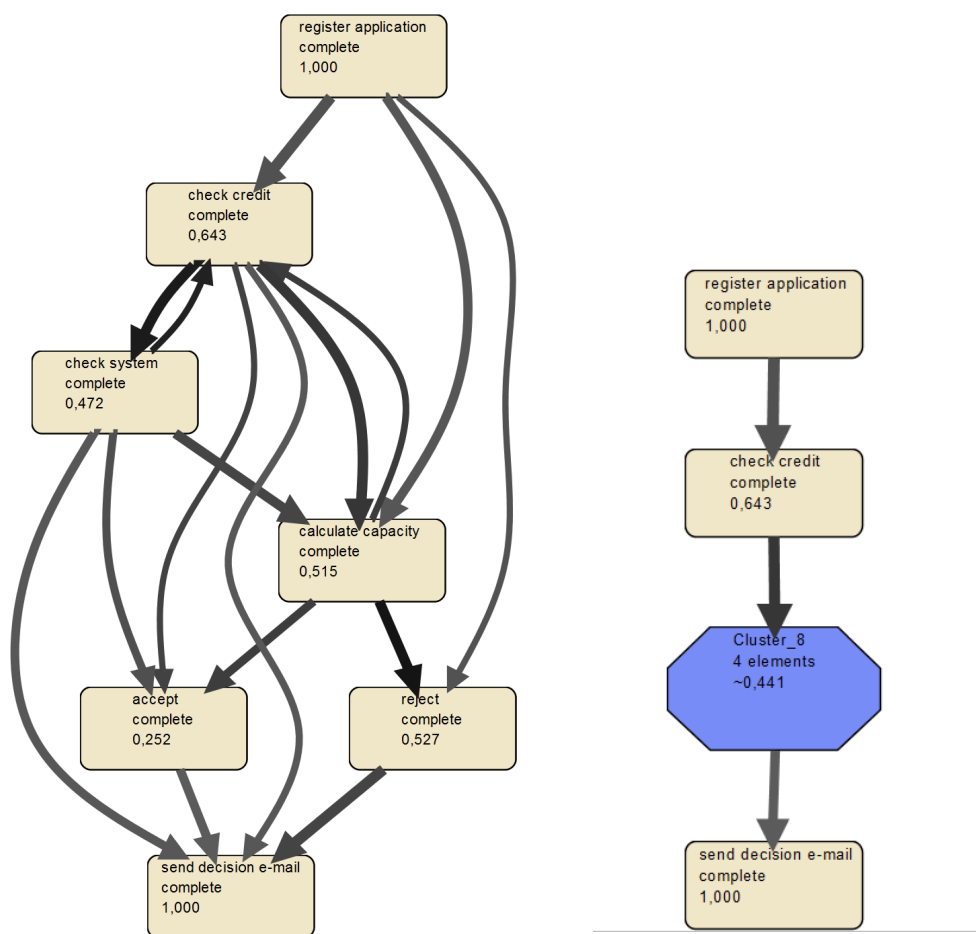 register application
complete
1,000
check credit
complete
0,643
check system
complete
0,472
calculate capacity
complete
0,515
accept
complete
0,252
reject
complete
0,527
send decision e-mail
complete
1,000
register application
complete
1,000
check credit
complete
0,643
Cluster_8
4 elements
~0,441
send decision e-mail
complete
1,000